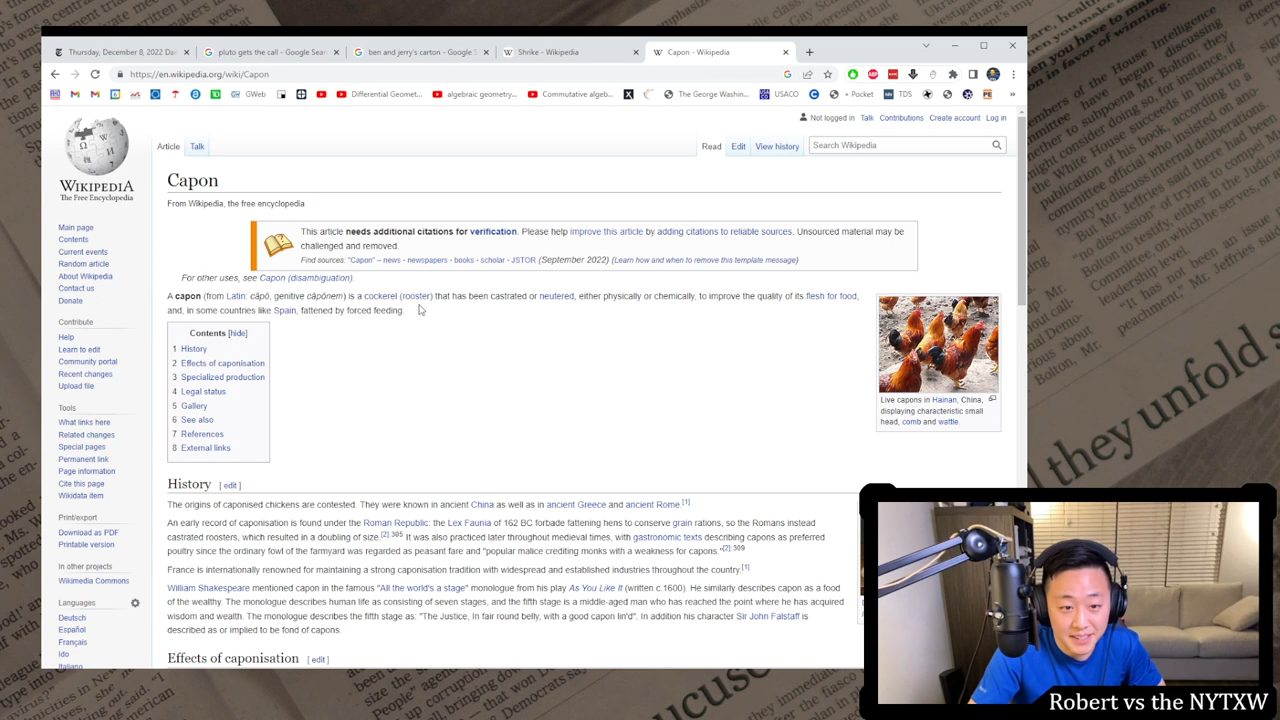 Thursday, December 8, 2022 Dai
pluto gets the call - Google Sear
ben and jerry's carton - Google S
Shrike - Wikipedia
Capon - Wikipedia
https://en.wikipedia.org/wiki/Capon
GWeb
Differential Geomet...
algebraic geometry...
Commutative algeb...
The George Washin...
USACO
+ Pocket
TDS
Not logged in Talk Contributions Create account Log in
Article Talk
Read Edit View history
Search Wikipedia
WIKIPEDIA
The Free Encyclopedia
Main page
Contents
Current events
Random article
About Wikipedia
Contact us
Donate
Contribute
Help
Learn to edit
Community portal
Recent changes
Upload file
Tools
What links here
Related changes
Special pages
Permanent link
Page information
Cite this page
Wikidata item
Print/export
Download as PDF
Printable version
In other projects
Wikimedia Commons
Languages
Deutsch
Español
Français
Ido
Italiano
Capon
From Wikipedia, the free encyclopedia
This article needs additional citations for verification. Please help improve this article by adding citations to reliable sources. Unsourced material may be
challenged and removed.
Find sources: "Capon" – news · newspapers · books · scholar · JSTOR (September 2022) (Learn how and when to remove this template message)
For other uses, see Capon (disambiguation).
A capon (from Latin: cāpō, genitive cāpōnem) is a cockerel (rooster) that has been castrated or neutered, either physically or chemically, to improve the quality of its flesh for food,
and, in some countries like Spain, fattened by forced feeding.
Contents [hide]
1 History
2 Effects of caponisation
3 Specialized production
4 Legal status
5 Gallery
6 See also
7 References
8 External links
Live capons in Hainan, China,
displaying characteristic small
head, comb and wattle.
History [ edit ]
The origins of caponised chickens are contested. They were known in ancient China as well as in ancient Greece and ancient Rome.[1]
An early record of caponisation is found under the Roman Republic: the Lex Faunia of 162 BC forbade fattening hens to conserve grain rations, so the Romans instead
castrated roosters, which resulted in a doubling of size.[2]:305 It was also practiced later throughout medieval times, with gastronomic texts describing capons as preferred
poultry since the ordinary fowl of the farmyard was regarded as peasant fare and "popular malice crediting monks with a weakness for capons."[2]:309
France is internationally renowned for maintaining a strong caponisation tradition with widespread and established industries throughout the country.[1]
William Shakespeare mentioned capon in the famous "All the world's a stage" monologue from his play As You Like It (written c.1600). He similarly describes capon as a food
of the wealthy. The monologue describes human life as consisting of seven stages, and the fifth stage is a middle-aged man who has reached the point where he has acquired
wisdom and wealth. The monologue describes the fifth stage as: "The Justice, In fair round belly, with a good capon lin'd". In addition his character Sir John Falstaff is
described as or implied to be fond of capons.
Effects of caponisation [ edit ]
they unfold s
Robert vs the NYTXW